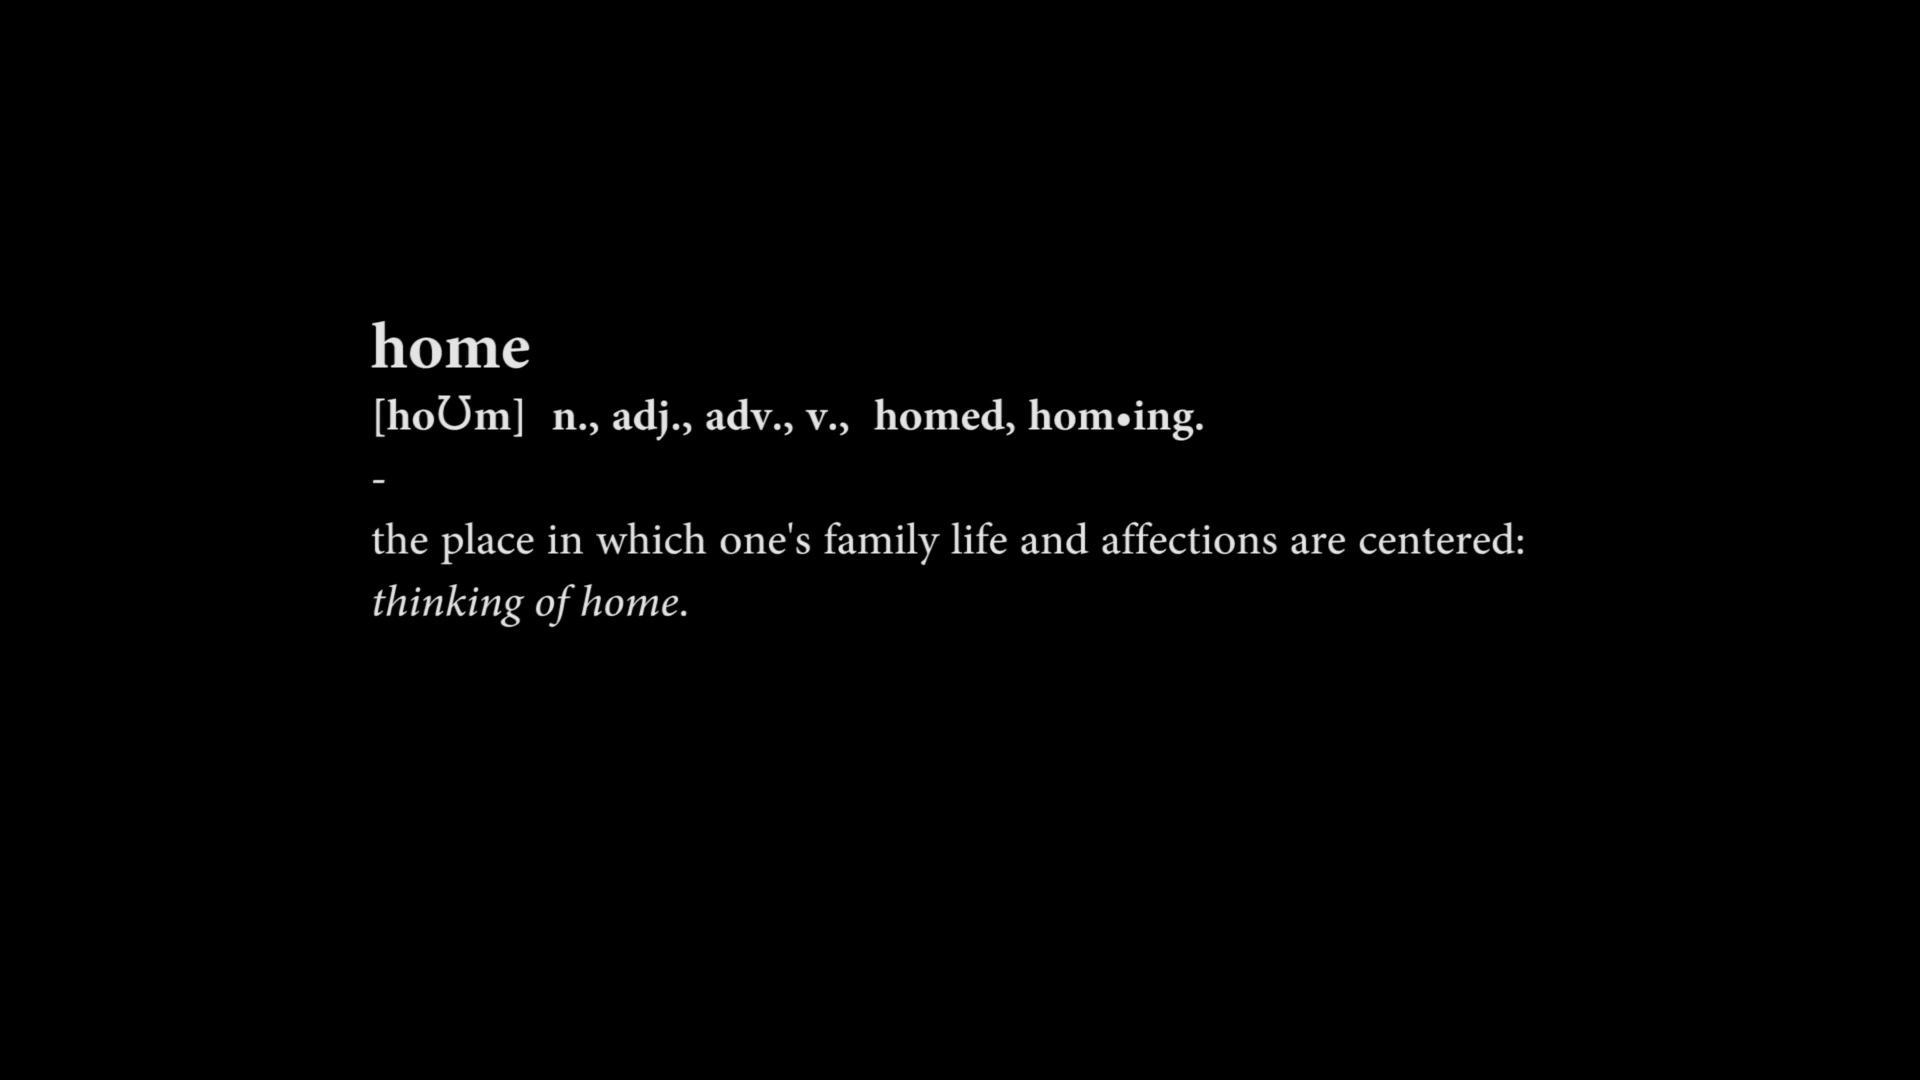 home
[hoƱm] n., adj., adv., v., homed, hom•ing.
-
the place in which one's family life and affections are centered:
thinking of home.